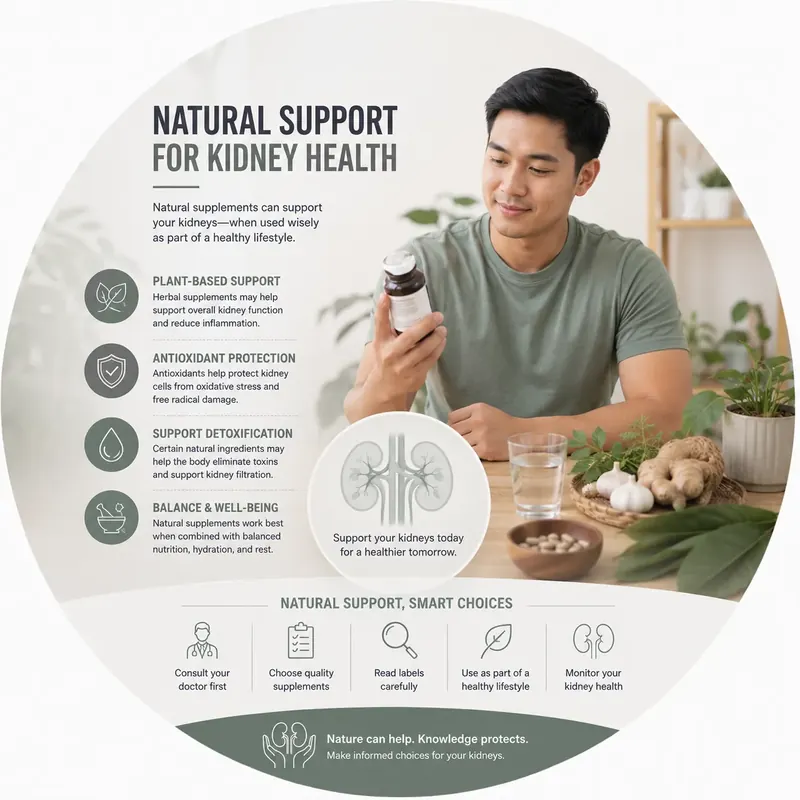 NATURAL SUPPORT
FOR KIDNEY HEALTH
Natural supplements can support
your kidneys—when used wisely
as part of a healthy lifestyle.
PLANT-BASED SUPPORT
Herbal supplements may help
support overall kidney function
and reduce inflammation.
ANTIOXIDANT PROTECTION
Antioxidants help protect kidney
cells from oxidative stress and
free radical damage.
SUPPORT DETOXIFICATION
Certain natural ingredients may
help the body eliminate toxins
and support kidney filtration.
BALANCE & WELL-BEING
Natural supplements work best
when combined with balanced
nutrition, hydration, and rest.
Support your kidneys today
for a healthier tomorrow.
NATURAL SUPPORT, SMART CHOICES
Consult your
doctor first
Choose quality
supplements
Read labels
carefully
Use as part of a
healthy lifestyle
Monitor your
kidney health
Nature can help. Knowledge protects.
Make informed choices for your kidneys.